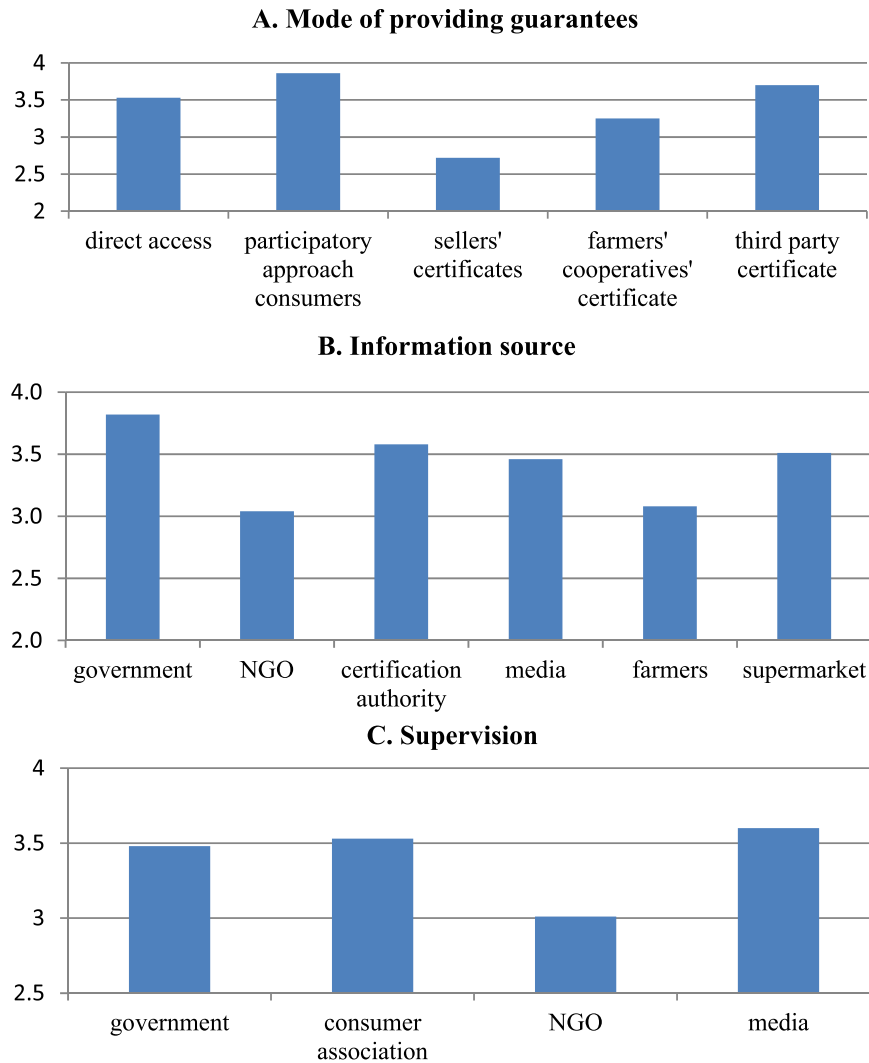 A. Mode of providing guarantees
4
3.5
3
2.5
2
direct access
participatory
approach
consumers
sellers'
certificates
farmers'
cooperatives'
certificate
third party
certificate
B. Information source
4.0
3.5
3.0
2.5
2.0
government
NGO
certification
authority
media
farmers
supermarket
C. Supervision
4
3.5
3
2.5
government
consumer
association
NGO
media